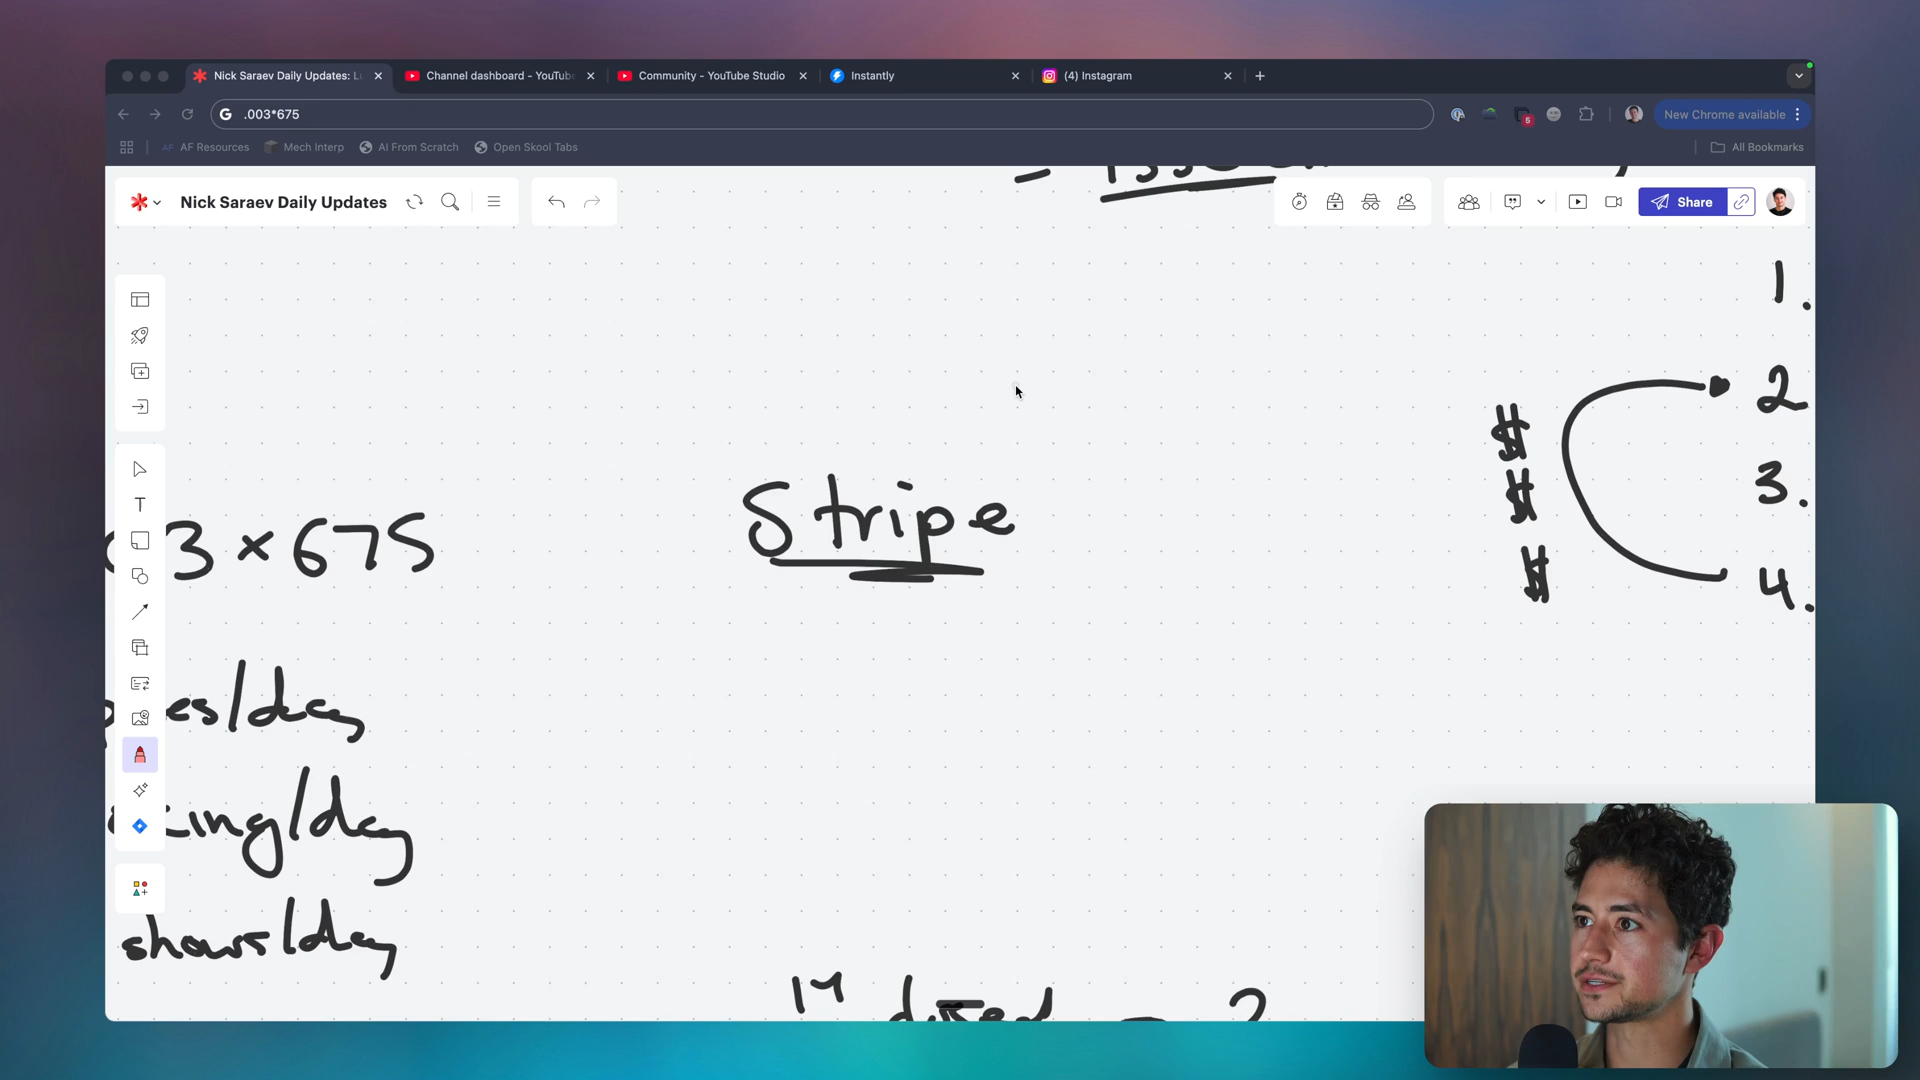 Nick Saraev Daily Updates: L
Channel dashboard - YouTube
Community - YouTube Studio
Instantly
(4) Instagram
.003*675
5
New Chrome available
AF Resources
Mech Interp
AI From Scratch
Open Skool Tabs
All Bookmarks
Nick Saraev Daily Updates
Share
1.
2
3.
4.
$
$
$
3 × 675
Stripe
es/day
king/day
shows/day